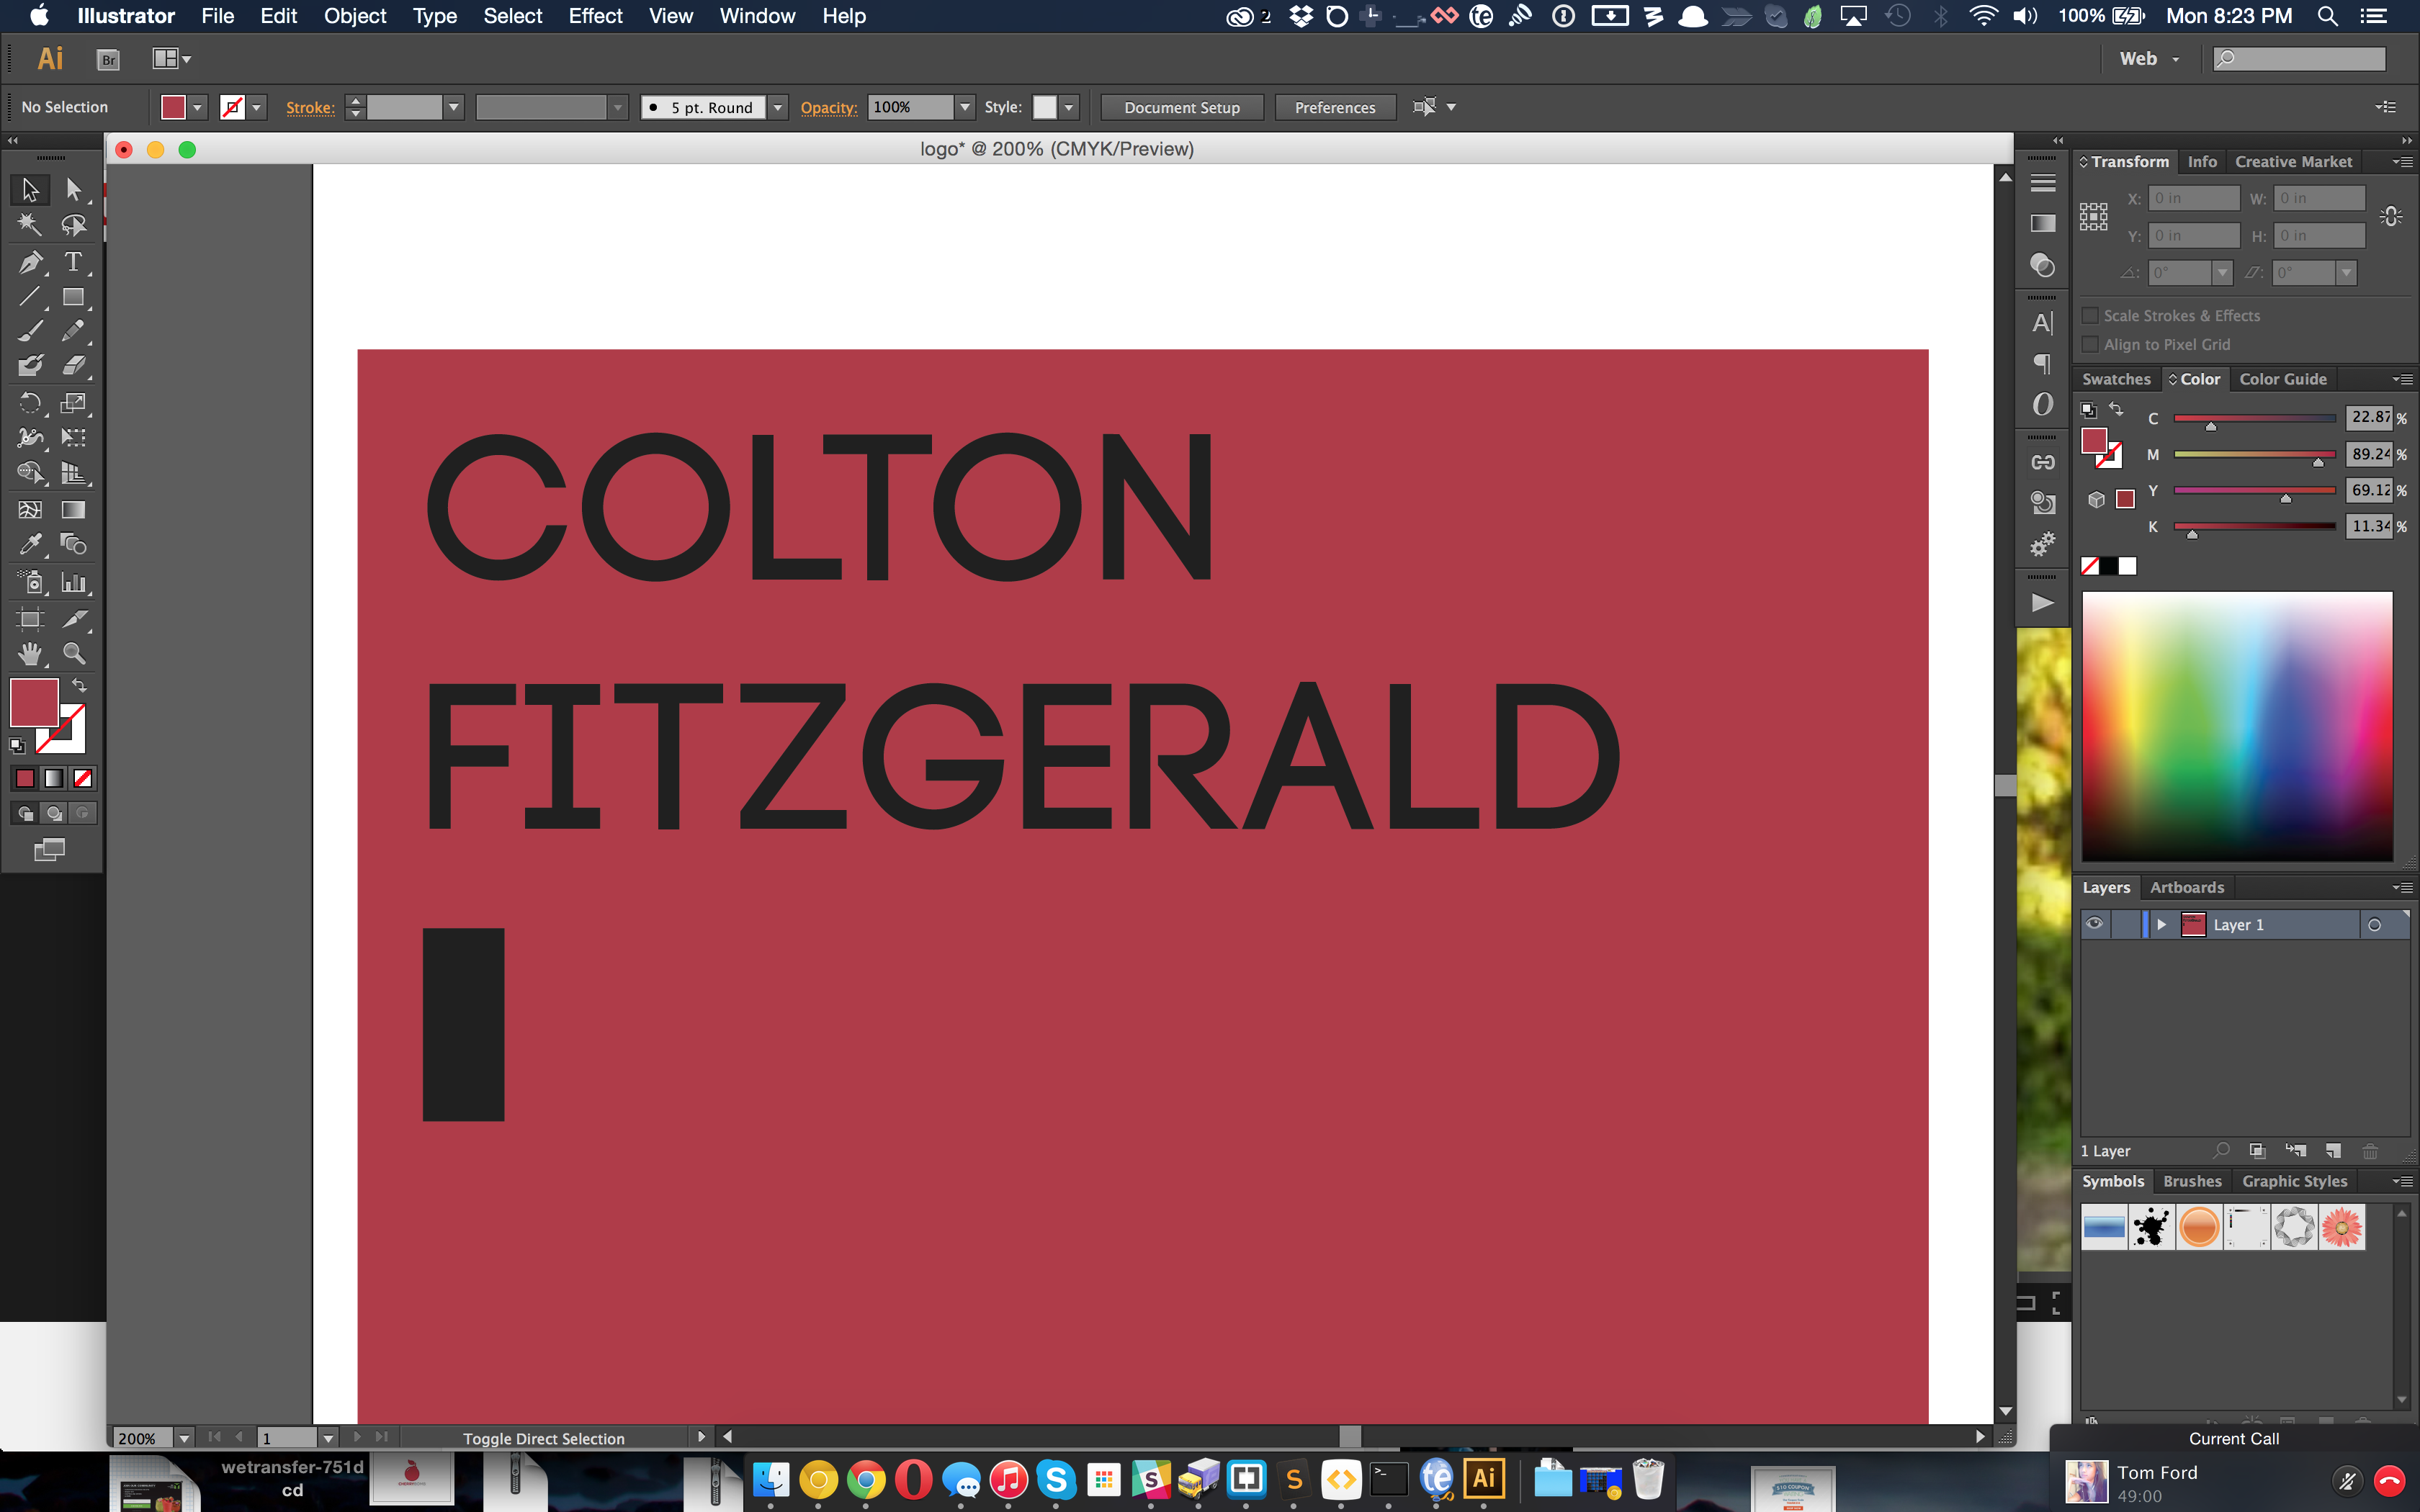 Illustrator File Edit Object Type Select Effect View Window Help 2 100% Mon 8:23 PM
Ai Br Web
No Selection Stroke: 5 pt. Round Opacity: 100% Style: Document Setup Preferences
logo* @ 200% (CMYK/Preview)
Transform Info Creative Market
X: 0 in W: 0 in
Y: 0 in H: 0 in
0° 0°
Scale Strokes & Effects
Align to Pixel Grid
Swatches Color Color Guide
C 22.87 %
M 89.24 %
Y 69.12 %
K 11.34 %
COLTON
FITZGERALD
Layers Artboards
Layer 1
1 Layer
Symbols Brushes Graphic Styles
200% 1 Toggle Direct Selection
Current Call
Tom Ford
49:00
wetransfer-751d
cd
Ai